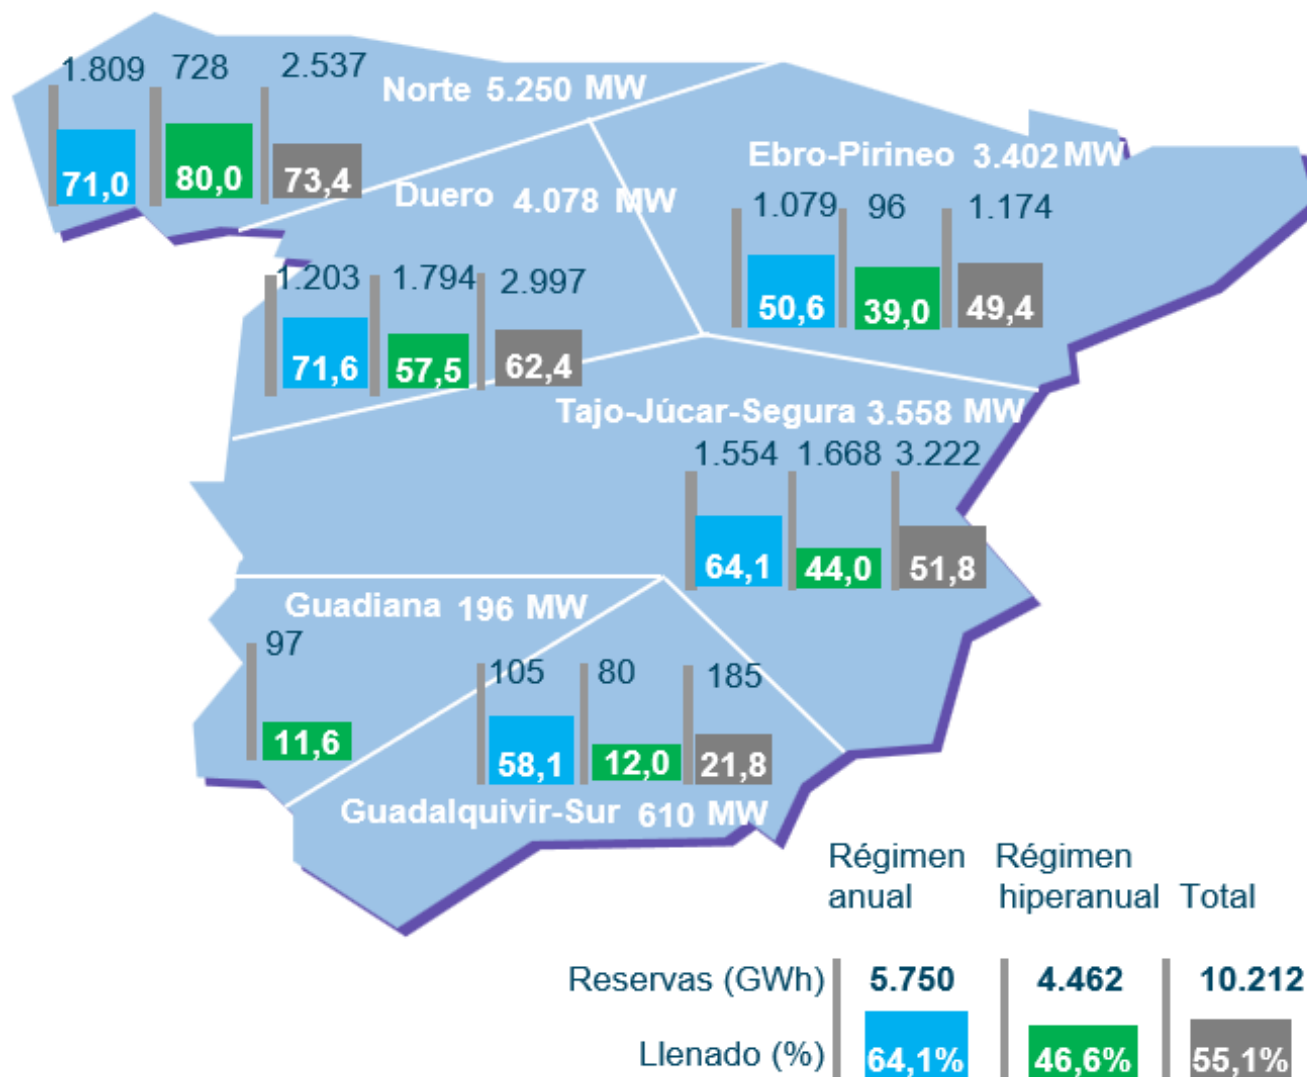 1.809 728 2.537
Norte 5.250 MW
71,0 80,0 73,4
Ebro-Pirineo 3.402 MW
1.079 96 1.174
50,6 39,0 49,4
Duero 4.078 MW
1.203 1.794 2.997
71,6 57,5 62,4
Tajo-Júcar-Segura 3.558 MW
1.554 1.668 3.222
64,1 44,0 51,8
Guadiana 196 MW
97
11,6
105 80 185
58,1 12,0 21,8
Guadalquivir-Sur 610 MW
Régimen anual Régimen hiperanual Total
Reservas (GWh) 5.750 4.462 10.212
Llenado (%) 64,1% 46,6% 55,1%